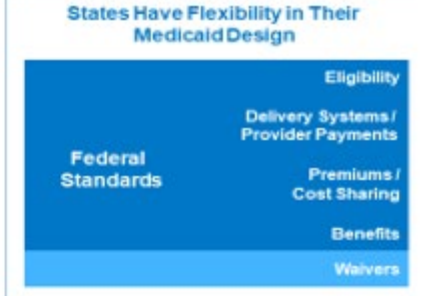 States Have Flexibility in Their
Medicaid Design
Federal
Standards
Eligibility
Delivery Systems /
Provider Payments
Premiums /
Cost Sharing
Benefits
Waivers